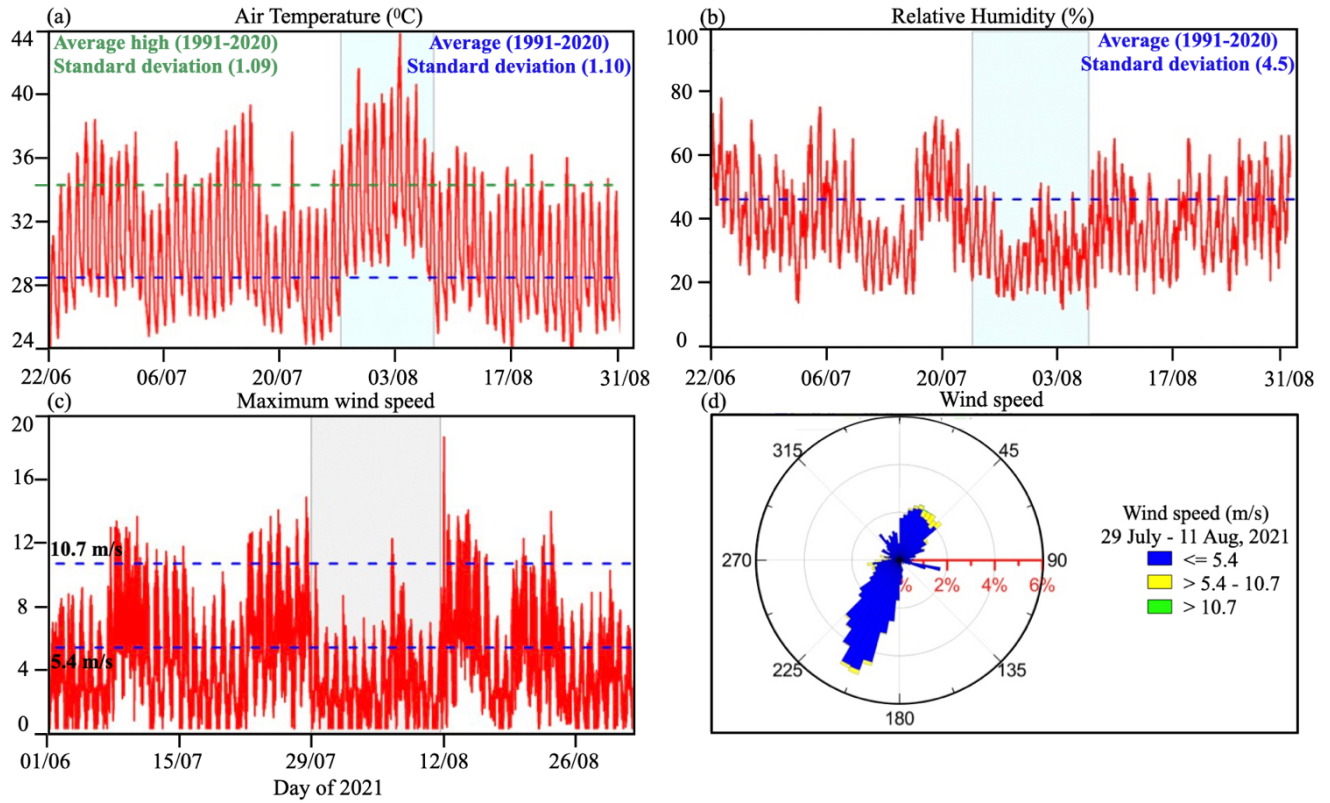 (a) Air Temperature (⁰C)
Average high (1991-2020)
Standard deviation (1.09)
Average (1991-2020)
Standard deviation (1.10)
44
40
36
32
28
24
22/06 06/07 20/07 03/08 17/08 31/08
(b) Relative Humidity (%)
Average (1991-2020)
Standard deviation (4.5)
100
80
60
40
20
0
22/06 06/07 20/07 03/08 17/08 31/08
(c) Maximum wind speed
20
16
12
8
4
0
10.7 m/s
5.4 m/s
01/06 15/07 29/07 12/08 26/08
Day of 2021
(d) Wind speed
315 45
270 90
225 135
180
% 2% 4% 6%
Wind speed (m/s)
29 July - 11 Aug, 2021
<= 5.4
> 5.4 - 10.7
> 10.7